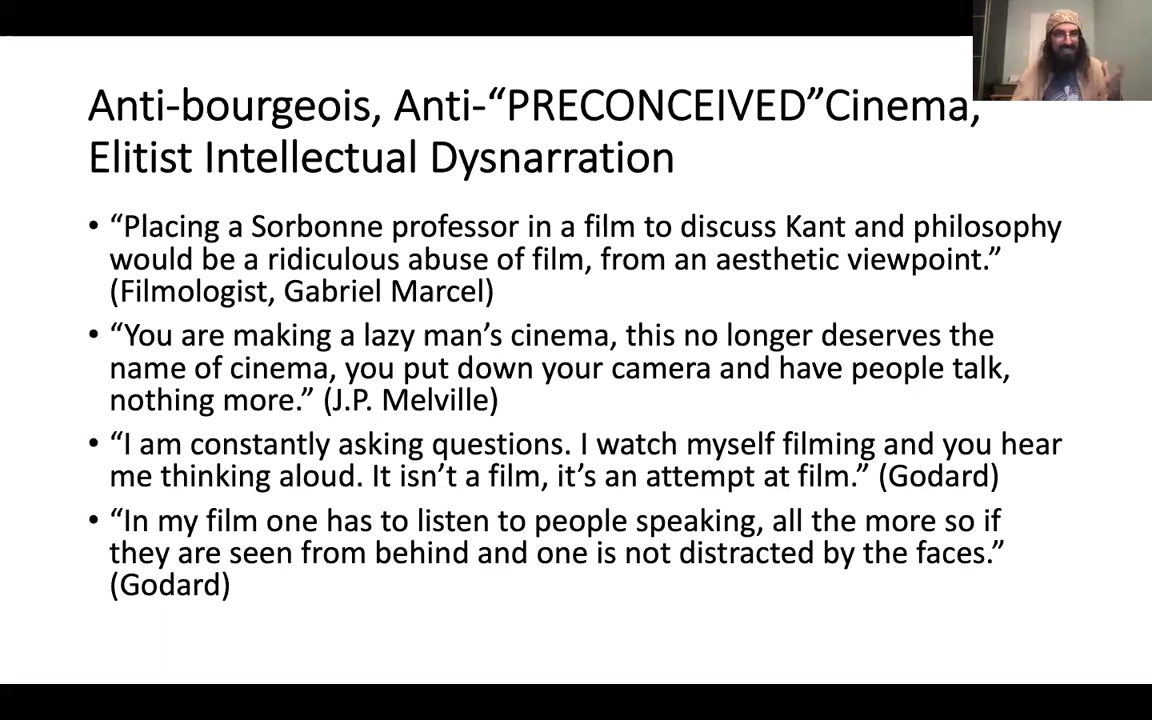 Anti-bourgeois, Anti-“PRECONCEIVED”Cinema,
Elitist Intellectual Dysnarration
• “Placing a Sorbonne professor in a film to discuss Kant and philosophy
would be a ridiculous abuse of film, from an aesthetic viewpoint.”
(Filmologist, Gabriel Marcel)
• “You are making a lazy man’s cinema, this no longer deserves the
name of cinema, you put down your camera and have people talk,
nothing more.” (J.P. Melville)
• “I am constantly asking questions. I watch myself filming and you hear
me thinking aloud. It isn’t a film, it’s an attempt at film.” (Godard)
• “In my film one has to listen to people speaking, all the more so if
they are seen from behind and one is not distracted by the faces.”
(Godard)